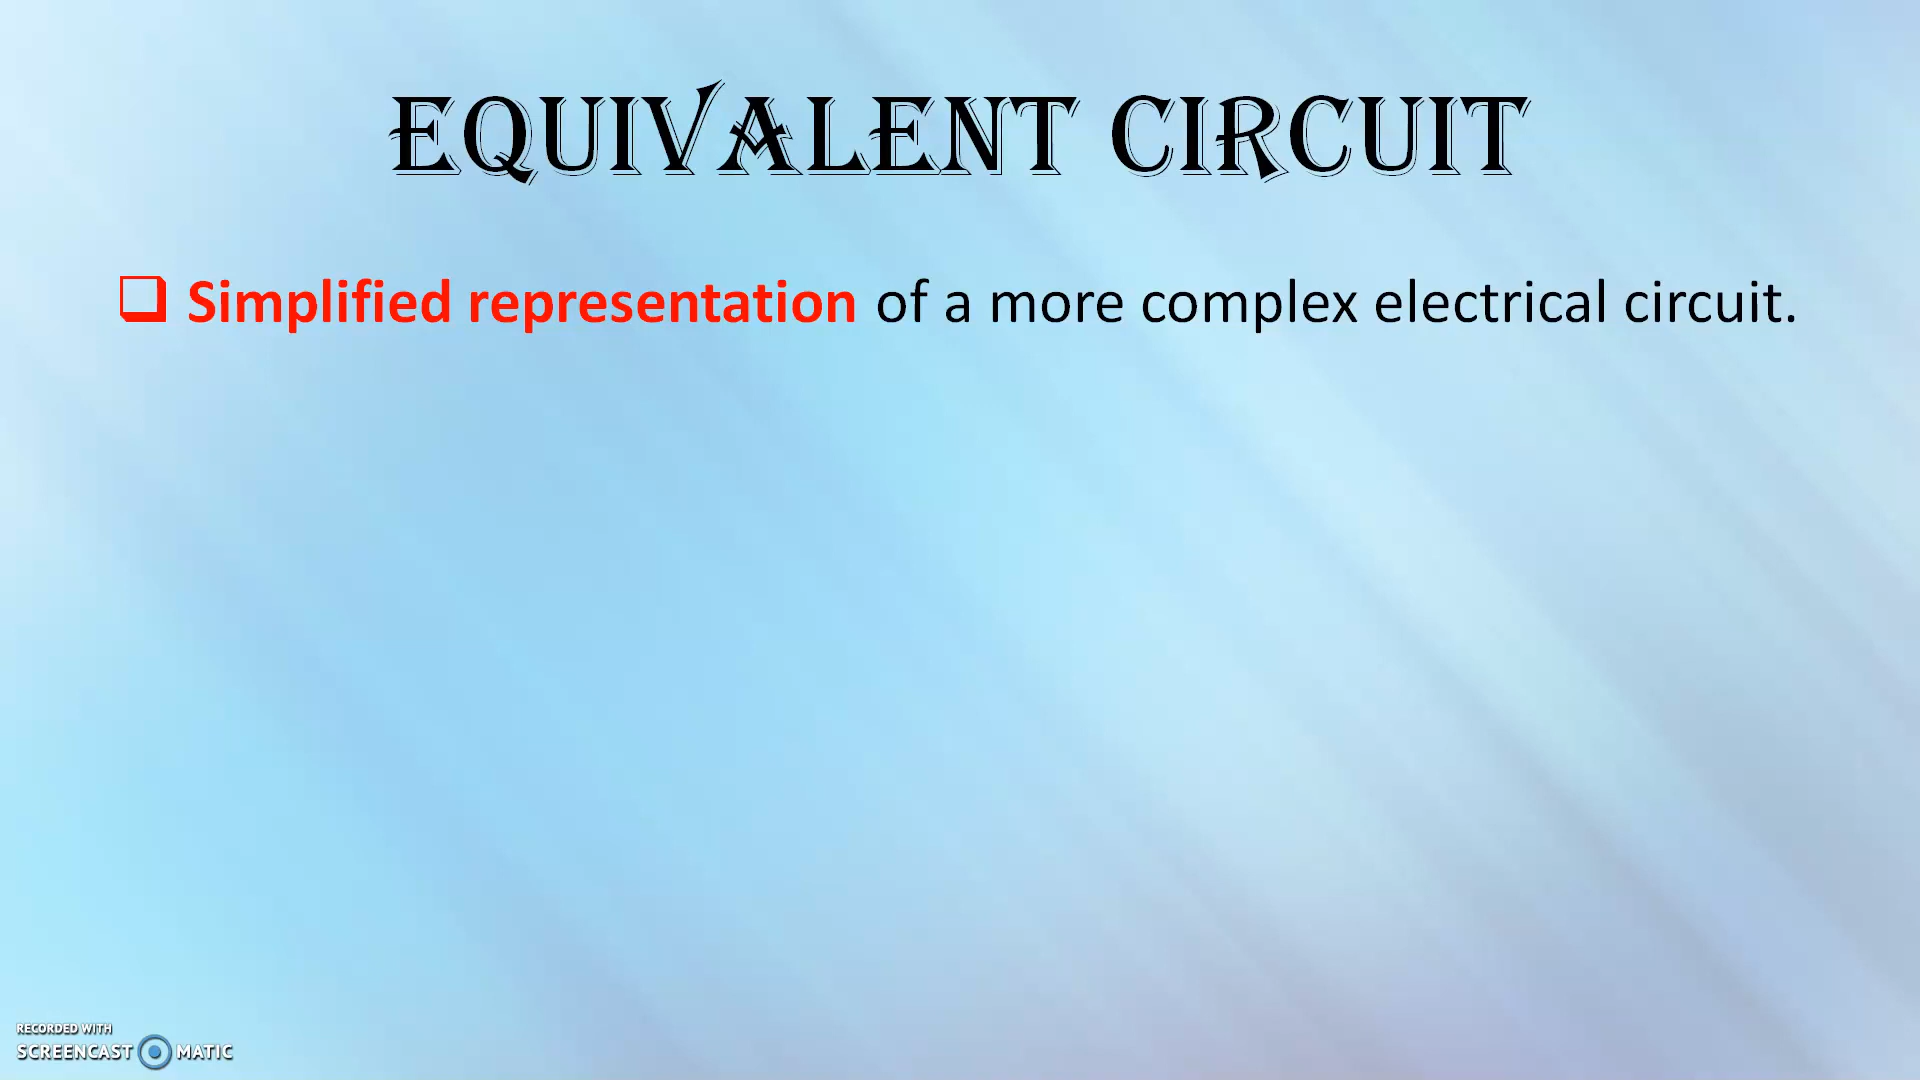 EQUIVALENT CIRCUIT
❑ Simplified representation of a more complex electrical circuit.
RECORDED WITH
SCREENCAST MATIC